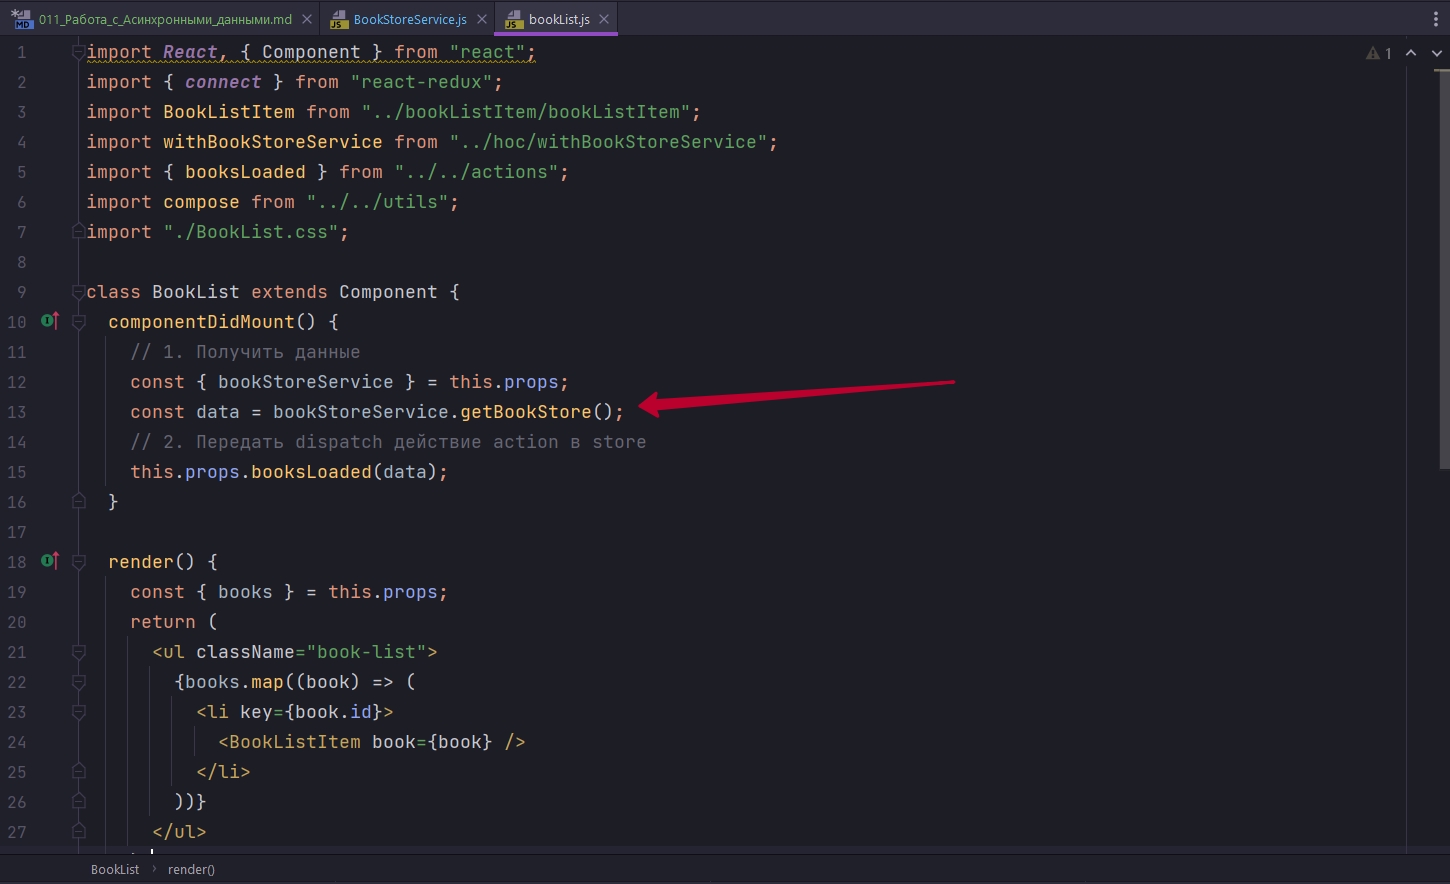 MD 011_Работа_с_Асинхронными_данными.md
JS BookStoreService.js
JS bookList.js
1 import React, { Component } from "react";
1
2 import { connect } from "react-redux";
3 import BookListItem from "../bookListItem/bookListItem";
4 import withBookStoreService from "../hoc/withBookStoreService";
5 import { booksLoaded } from "../../actions";
6 import compose from "../../utils";
7 import "./BookList.css";
8
9 class BookList extends Component {
10 componentDidMount() {
11 // 1. Получить данные
12 const { bookStoreService } = this.props;
13 const data = bookStoreService.getBookStore();
14 // 2. Передать dispatch действие action в store
15 this.props.booksLoaded(data);
16 }
17
18 render() {
19 const { books } = this.props;
20 return (
21 <ul className="book-list">
22 {books.map((book) => (
23 <li key={book.id}>
24 <BookListItem book={book} />
25 </li>
26 ))}
27 </ul>
BookList › render()